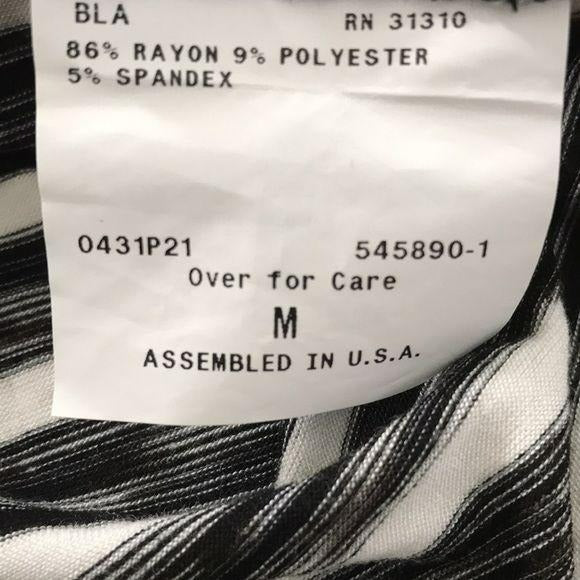 BLA RN 31310
86% RAYON 9% POLYESTER
5% SPANDEX
0431P21 545890-1
Over for Care
M
ASSEMBLED IN U.S.A.